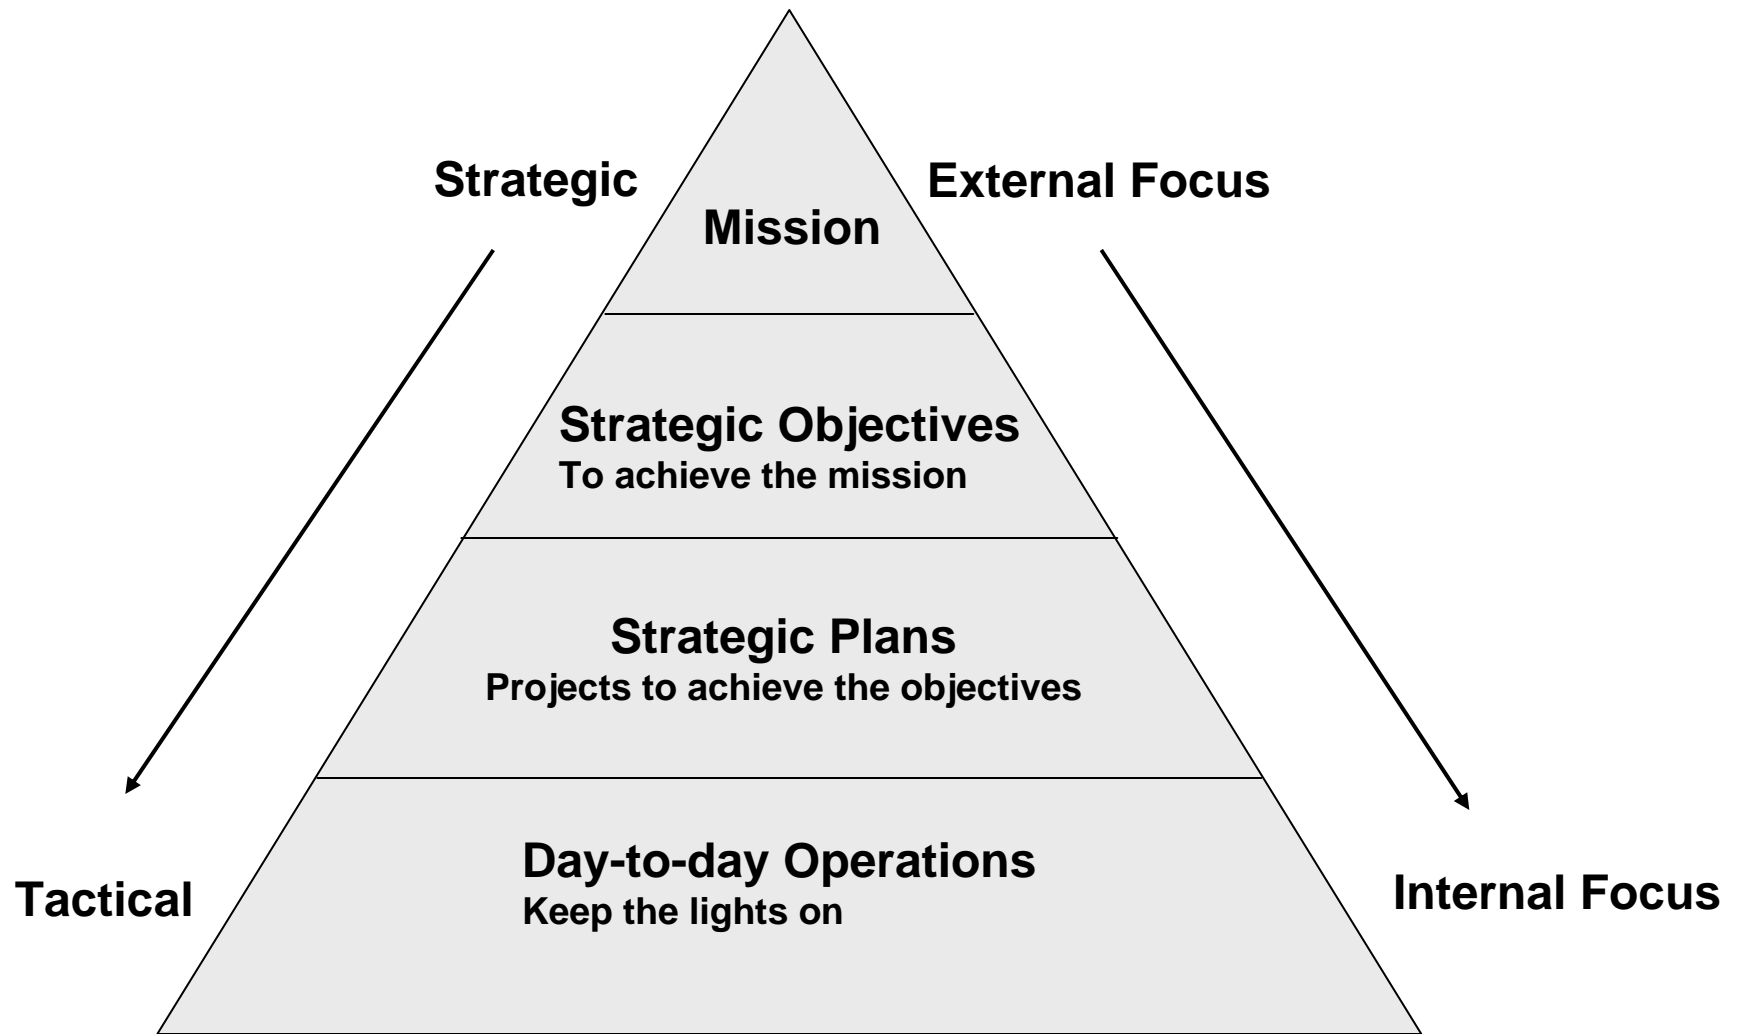 Strategic
External Focus
Mission
Strategic Objectives
To achieve the mission
Strategic Plans
Projects to achieve the objectives
Day-to-day Operations
Keep the lights on
Tactical
Internal Focus